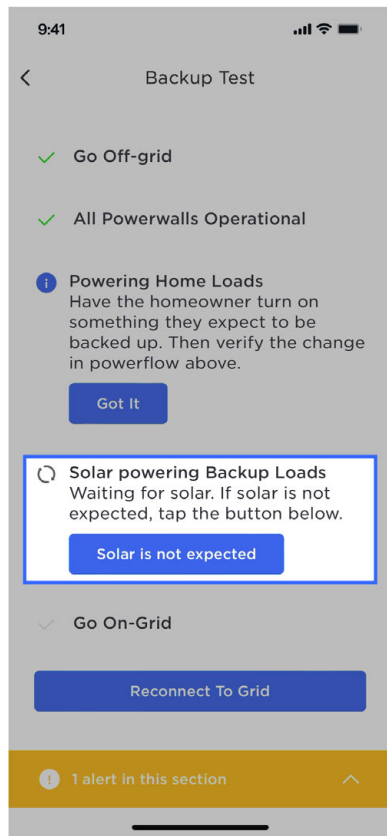 9:41
Backup Test
Go Off-grid
All Powerwalls Operational
Powering Home Loads
Have the homeowner turn on
something they expect to be
backed up. Then verify the change
in powerflow above.
Got It
Solar powering Backup Loads
Waiting for solar. If solar is not
expected, tap the button below.
Solar is not expected
Go On-Grid
Reconnect To Grid
1 alert in this section